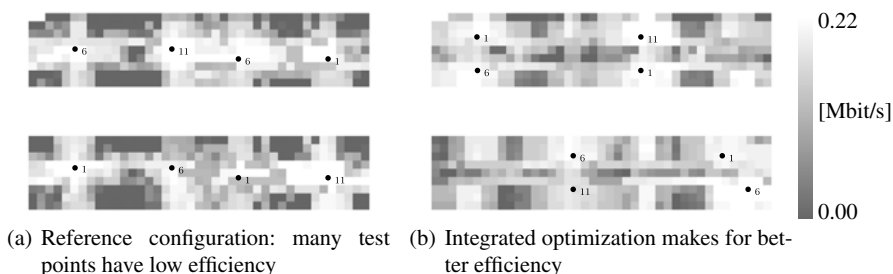 6 11 6 1
1 11 6 1
0.22
[Mbit/s]
0.00
1 6 1 11
6 1 11 6
(a) Reference configuration: many test
points have low efficiency
(b) Integrated optimization makes for bet-
ter efficiency